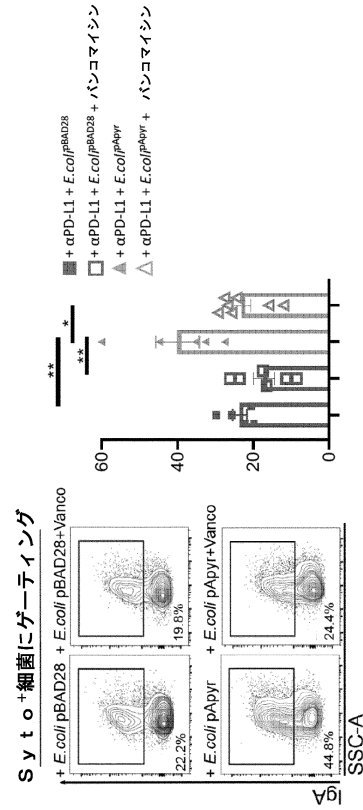 Syto⁺細菌にゲーティング
+ E.coli pBAD28
+ E.coli pBAD28+Vanco
22.2%
19.8%
+ E.coli pApyr
+ E.coli pApyr+Vanco
44.8%
24.4%
IgA
SSC-A
** *
**
60
40
20
0
+ αPD-L1 + E.coli^pBAD28
+ αPD-L1 + E.coli^pBAD28 + バンコマイシン
+ αPD-L1 + E.coli^pApyr
+ αPD-L1 + E.coli^pApyr + バンコマイシン